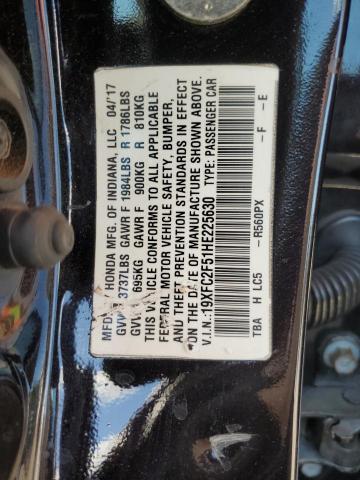 MFD. HONDA MFG. OF INDIANA, LLC 04/17
GVWR 3737LBS GAWR F 1984LBS R 1786LBS
GVWR 1695KG GAWR F 900KG R 810KG
THIS VEHICLE CONFORMS TO ALL APPLICABLE
FEDERAL MOTOR VEHICLE SAFETY, BUMPER,
AND THEFT PREVENTION STANDARDS IN EFFECT
ON THE DATE OF MANUFACTURE SHOWN ABOVE.
V.I.N.:19XFC2F51HE225630 TYPE: PASSENGER CAR
TBA H LC5 -R560PX -F -E